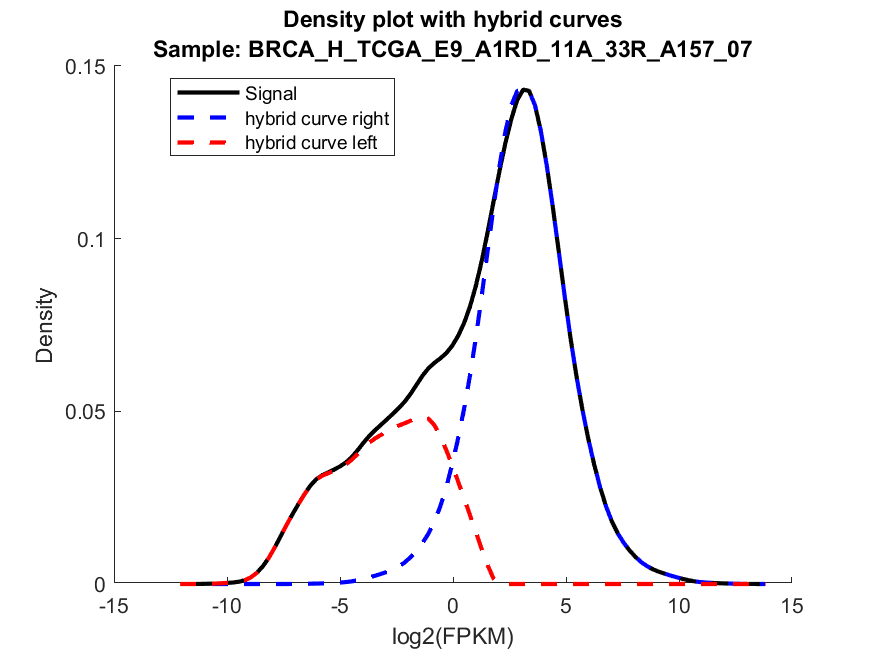 Density plot with hybrid curves
Sample: BRCA_H_TCGA_E9_A1RD_11A_33R_A157_07
Signal
hybrid curve right
hybrid curve left
0.15
0.1
0.05
0
Density
-15
-10
-5
0
5
10
15
log2(FPKM)